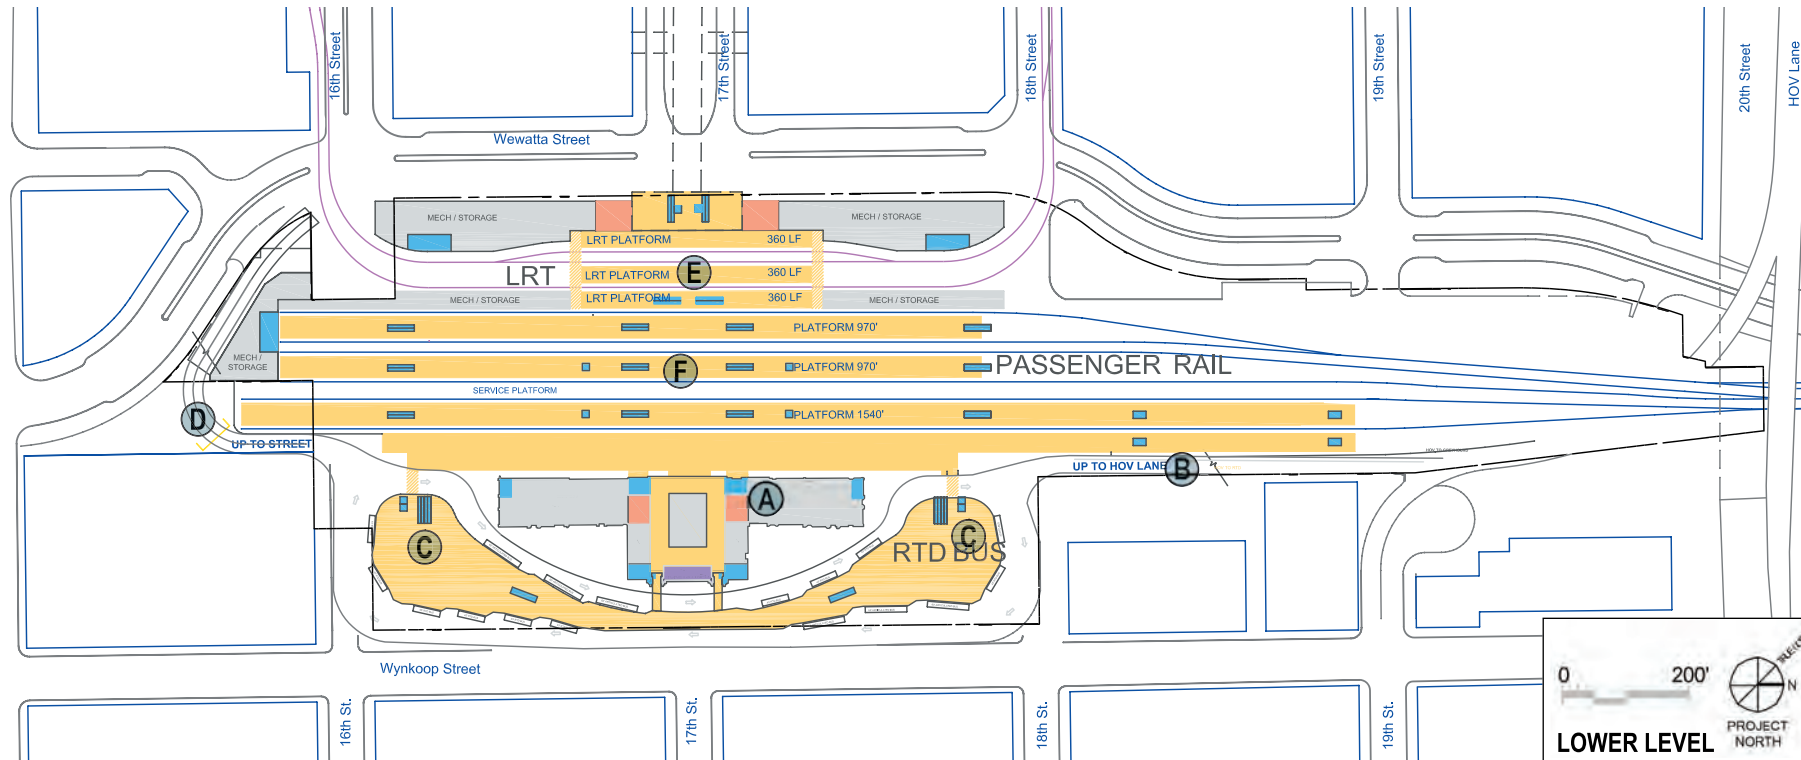 16th Street
17th Street
18th Street
19th Street
20th Street
HOV Lane
Wewatta Street
MECH / STORAGE
MECH / STORAGE
LRT PLATFORM 360 LF
LRT
LRT PLATFORM 360 LF
E
MECH / STORAGE
LRT PLATFORM 360 LF
MECH / STORAGE
PLATFORM 970'
MECH /
STORAGE
F
PLATFORM 970'
PASSENGER RAIL
SERVICE PLATFORM
D
PLATFORM 1540'
UP TO STREET
UP TO HOV LANE
B
A
C
C
RTD BUS
Wynkoop Street
16th St.
17th St.
18th St.
19th St.
0 200'
N
PROJECT
NORTH
LOWER LEVEL